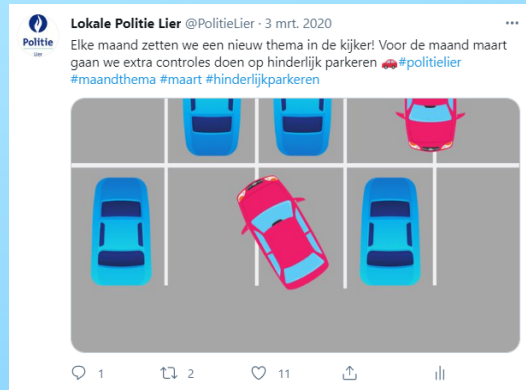 Politie
LIER
Lokale Politie Lier @PolitieLier · 3 mrt. 2020
Elke maand zetten we een nieuw thema in de kijker! Voor de maand maart
gaan we extra controles doen op hinderlijk parkeren 🚗#politielier
#maandthema #maart #hinderlijkparkeren
1 2 11